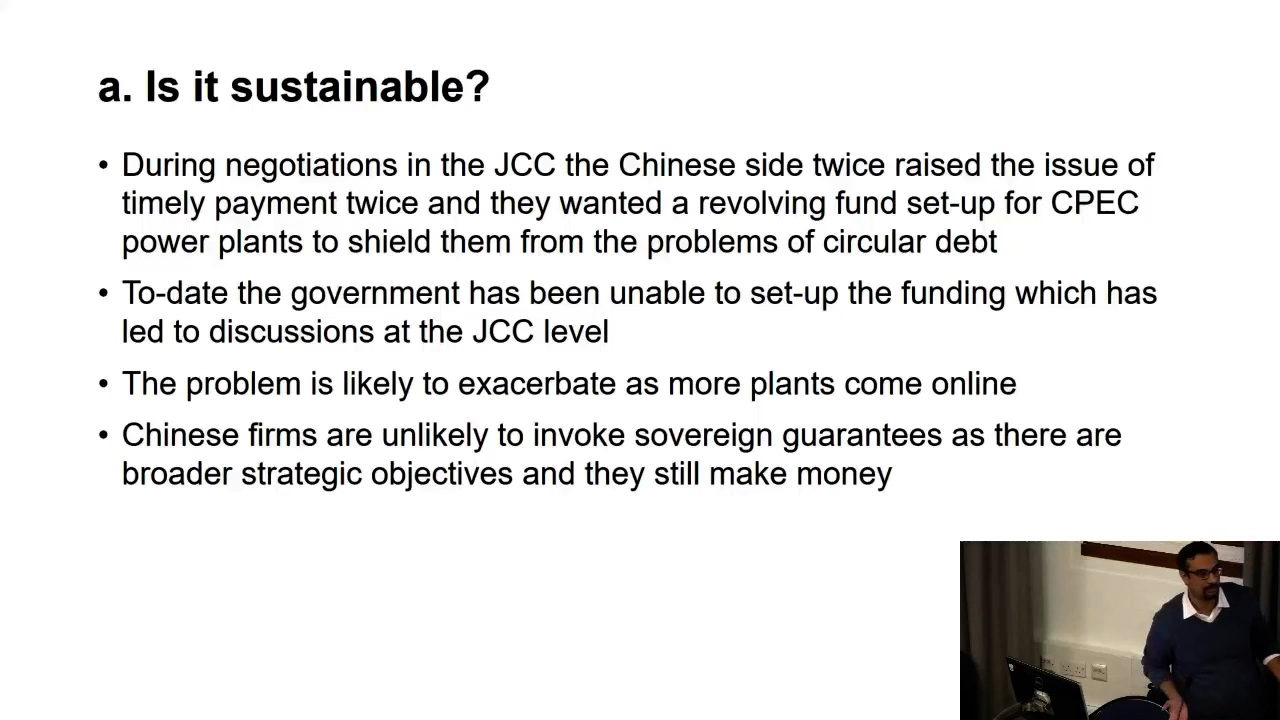 a. Is it sustainable?
• During negotiations in the JCC the Chinese side twice raised the issue of
timely payment twice and they wanted a revolving fund set-up for CPEC
power plants to shield them from the problems of circular debt
• To-date the government has been unable to set-up the funding which has
led to discussions at the JCC level
• The problem is likely to exacerbate as more plants come online
• Chinese firms are unlikely to invoke sovereign guarantees as there are
broader strategic objectives and they still make money